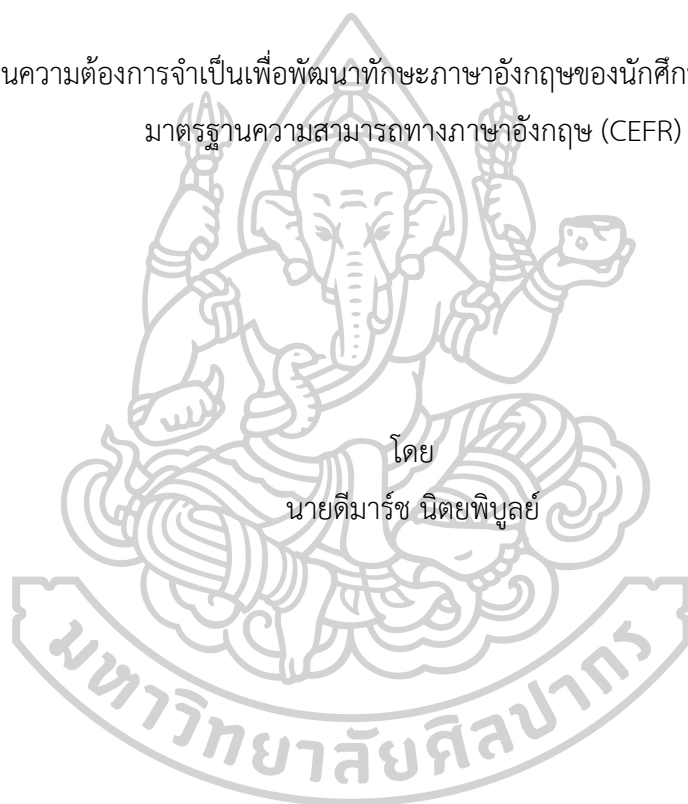 นความต้องการจำเป็นเพื่อพัฒนาทักษะภาษาอังกฤษของนักศึกษ
มาตรฐานความสามารถทางภาษาอังกฤษ (CEFR)
โดย
นายดีมาร์ช นิตยพิบูลย์
มหาวิทยาลัยศิลปากร